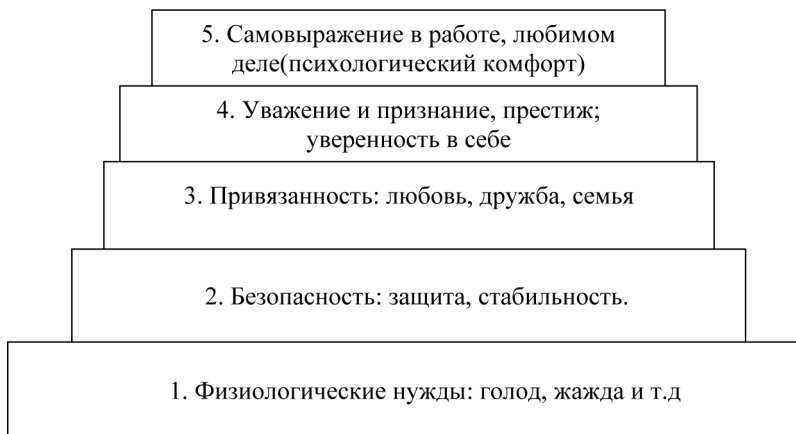 5. Самовыражение в работе, любимом
деле(психологический комфорт)
4. Уважение и признание, престиж;
уверенность в себе
3. Привязанность: любовь, дружба, семья
2. Безопасность: защита, стабильность.
1. Физиологические нужды: голод, жажда и т.д